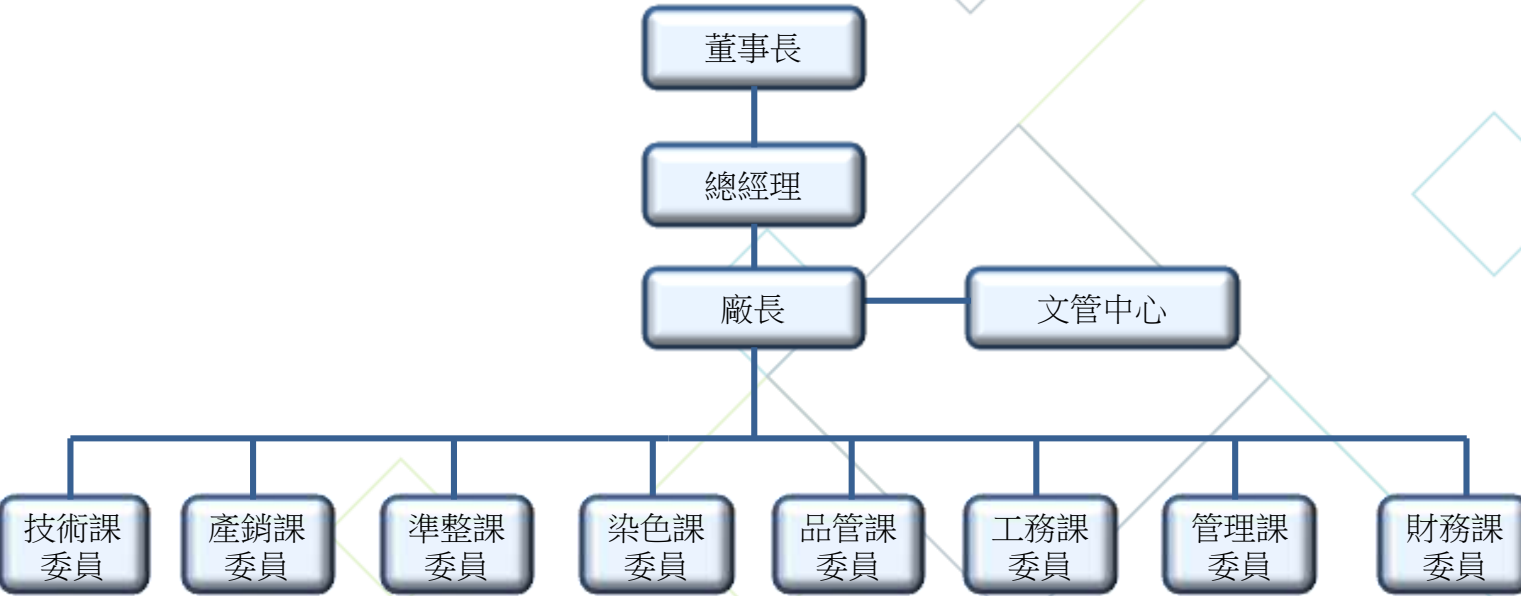 董事長
總經理
廠長
文管中心
技術課
委員
產銷課
委員
準整課
委員
染色課
委員
品管課
委員
工務課
委員
管理課
委員
財務課
委員